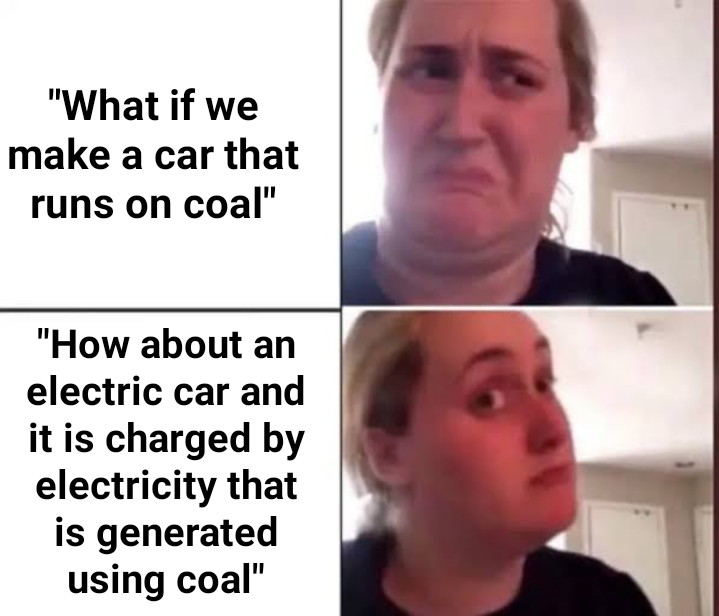 "What if we
make a car that
runs on coal"
"How about an
electric car and
it is charged by
electricity that
is generated
using coal"